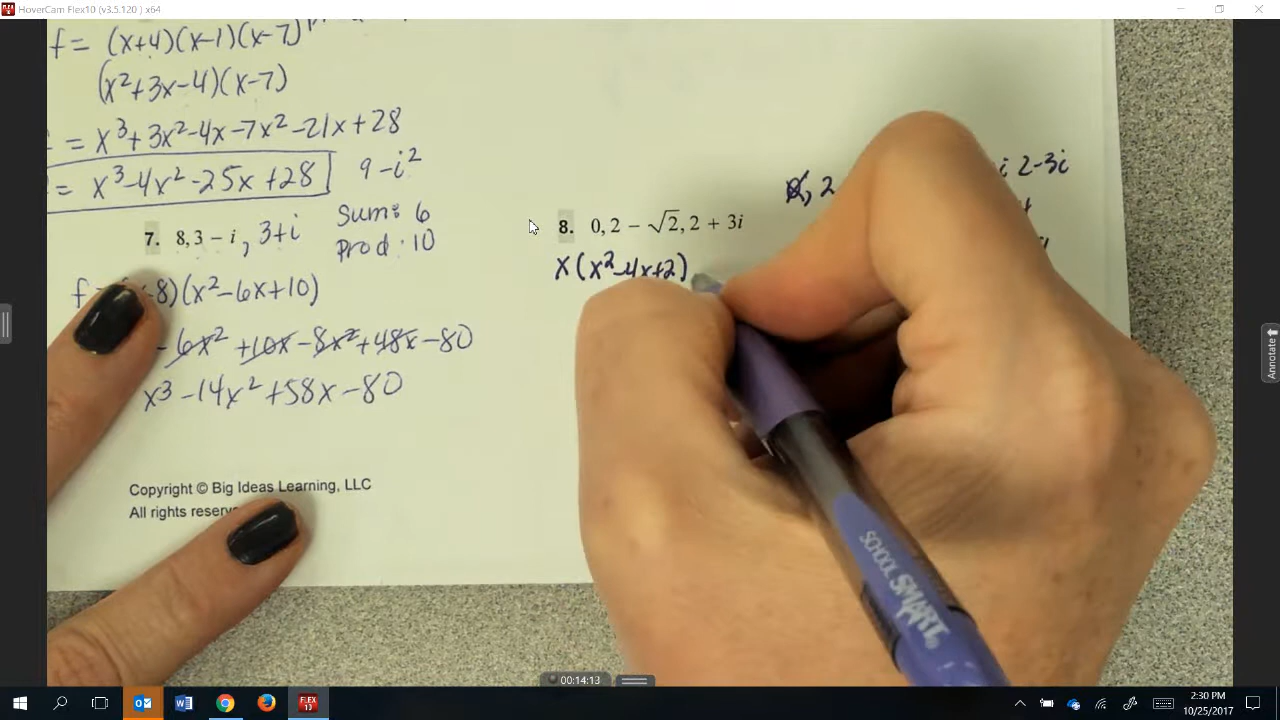 HoverCam Flex10 (v3.5.120) x64
f = (x+4)(x-1)(x-7)
(x²+3x-4)(x-7)
= x³+3x²-4x-7x²-21x+28
= x³-4x²-25x+28
9-i²
7. 8, 3 − i, 3+i
Sum: 6
prod: 10
-8)(x²-6x+10)
-6x²+10x-8x²+48x-80
x³-14x²+58x-80
Copyright © Big Ideas Learning, LLC
All rights
2
i 2-3i
8. 0, 2 − √2, 2 + 3i
x(x²-4x+2)
SCHOOL SMART
Annotate
00:14:13
FLEX 10
2:30 PM
10/25/2017